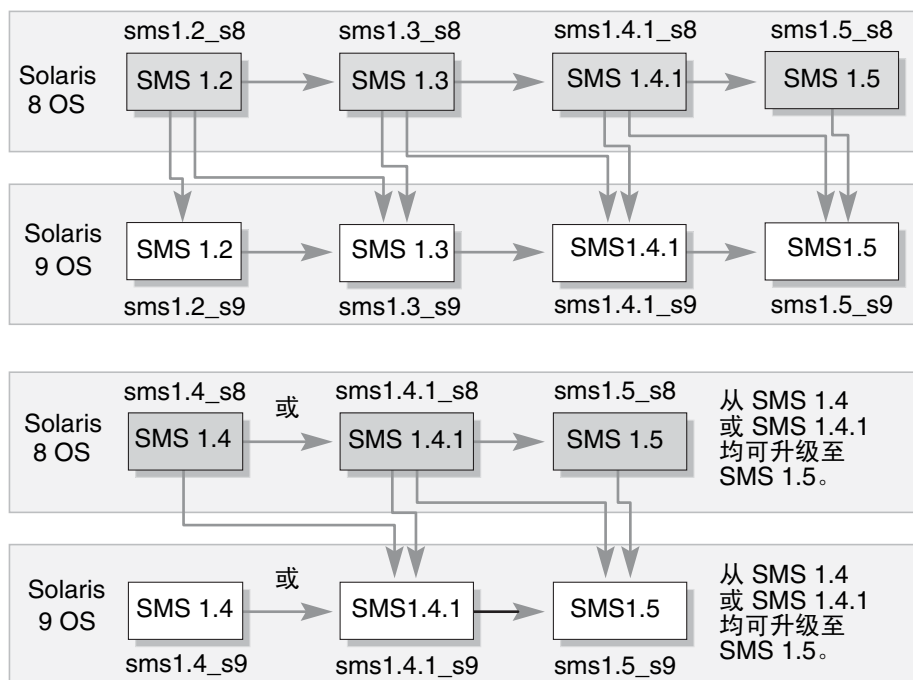 sms1.2_s8 sms1.3_s8 sms1.4.1_s8 sms1.5_s8
Solaris
8 OS
SMS 1.2 SMS 1.3 SMS 1.4.1 SMS 1.5
Solaris
9 OS
SMS 1.2 SMS 1.3 SMS1.4.1 SMS1.5
sms1.2_s9 sms1.3_s9 sms1.4.1_s9 sms1.5_s9
sms1.4_s8 或 sms1.4.1_s8 sms1.5_s8
Solaris
8 OS
SMS 1.4 SMS 1.4.1 SMS 1.5
从 SMS 1.4
或 SMS 1.4.1
均可升级至
SMS 1.5。
Solaris
9 OS
或
SMS 1.4 SMS1.4.1 SMS1.5
sms1.4_s9 sms1.4.1_s9 sms1.5_s9
从 SMS 1.4
或 SMS 1.4.1
均可升级至
SMS 1.5。